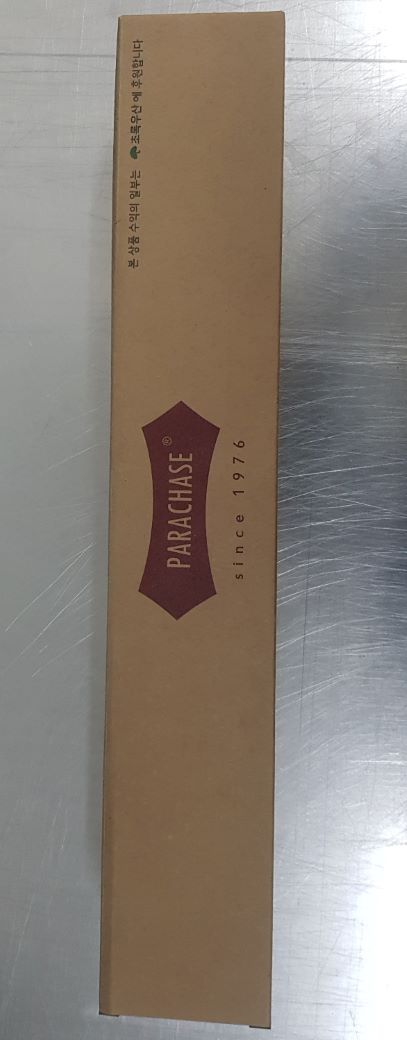 본 상품 수익의 일부는 초록우산 에 후원합니다
PARACHASE®
since 1976